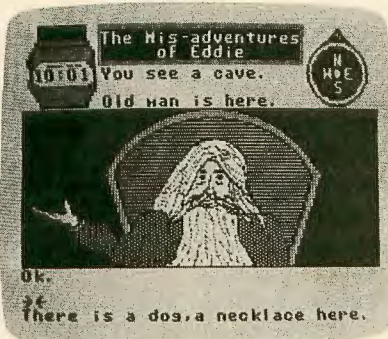 The Mis-adventures
of Eddie
10:01
You see a cave.
Old man is here.
N
W D E
S
Ok.
There is a dog,a necklace here.